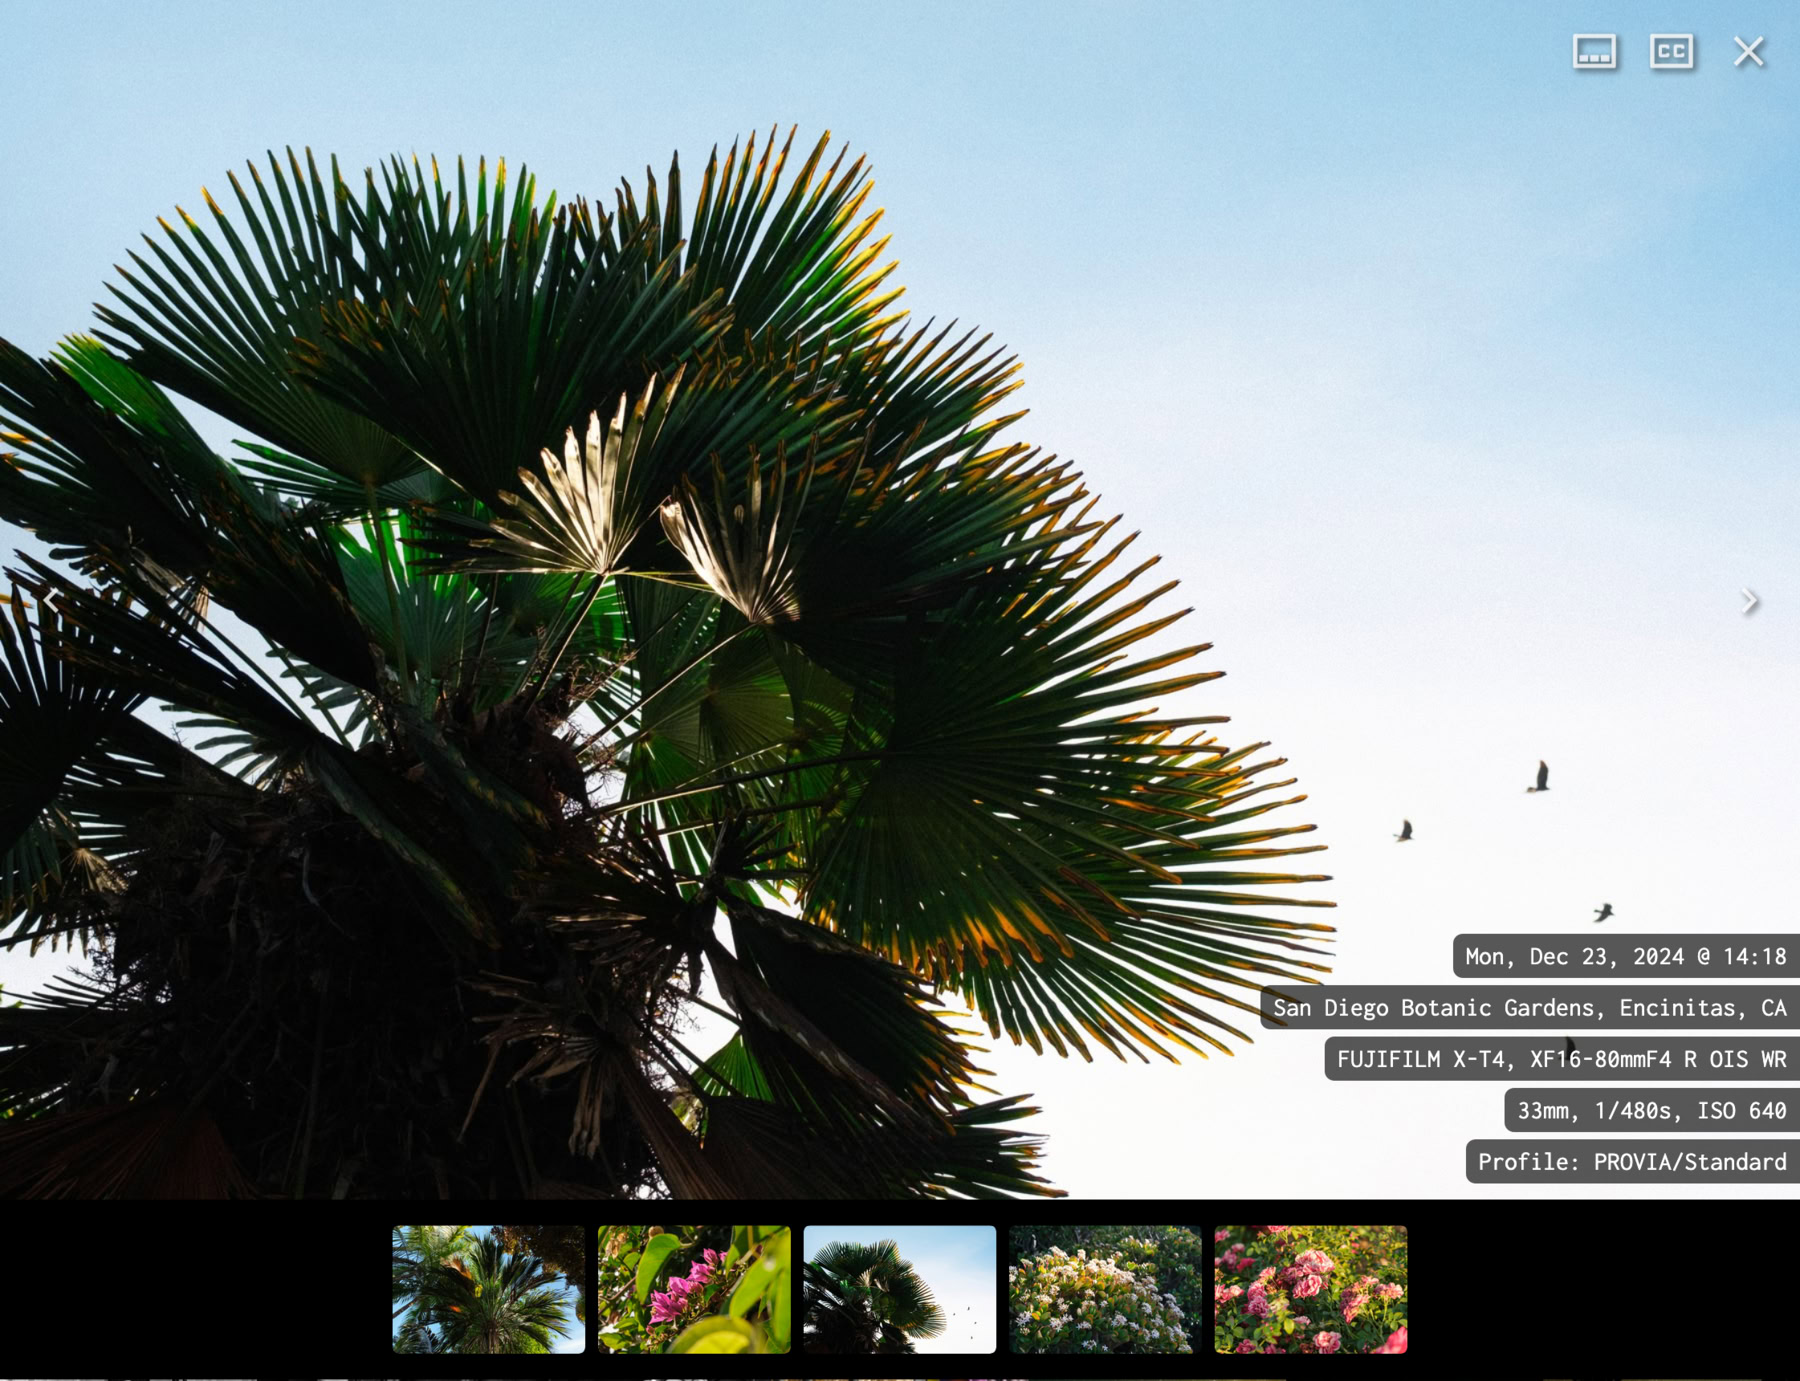 CC
Mon, Dec 23, 2024 @ 14:18
San Diego Botanic Gardens, Encinitas, CA
FUJIFILM X-T4, XF16-80mmF4 R OIS WR
33mm, 1/480s, ISO 640
Profile: PROVIA/Standard